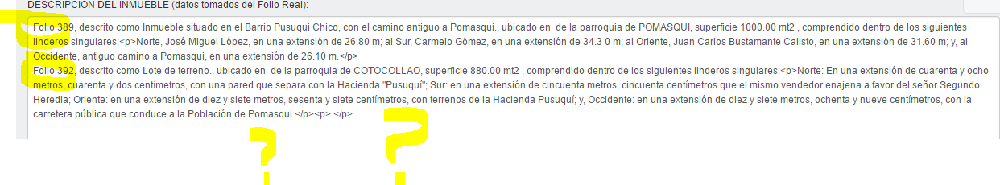 DESCRIPCION DEL INMUEBLE (datos tomados del Folio Real):
Folio 389, descrito como Inmueble situado en el Barrio Pusuqui Chico, con el camino antiguo a Pomasqui., ubicado en  de la parroquia de POMASQUI, superficie 1000.00 mt2 , comprendido dentro de los siguientes
linderos singulares:<p>Norte, José Miguel López, en una extensión de 26.80 m; al Sur, Carmelo Gómez, en una extensión de 34.3 0 m; al Oriente, Juan Carlos Bustamante Calisto, en una extensión de 31.60 m; y, al
Occidente, antiguo camino a Pomasqui, en una extensión de 26.10 m.</p>
Folio 392, descrito como Lote de terreno., ubicado en  de la parroquia de COTOCOLLAO, superficie 880.00 mt2 , comprendido dentro de los siguientes linderos singulares:<p>Norte: En una extensión de cuarenta y ocho
metros, cuarenta y dos centímetros, con una pared que separa con la Hacienda "Pusuquí"; Sur: en una extensión de cincuenta metros, cincuenta centímetros que el mismo vendedor enajena a favor del señor Segundo
Heredia; Oriente: en una extensión de diez y siete metros, sesenta y siete centímetros, con terrenos de la Hacienda Pusuquí; y, Occidente: en una extensión de diez y siete metros, ochenta y nueve centímetros, con la
carretera pública que conduce a la Población de Pomasqui.</p><p> </p>.
? ?